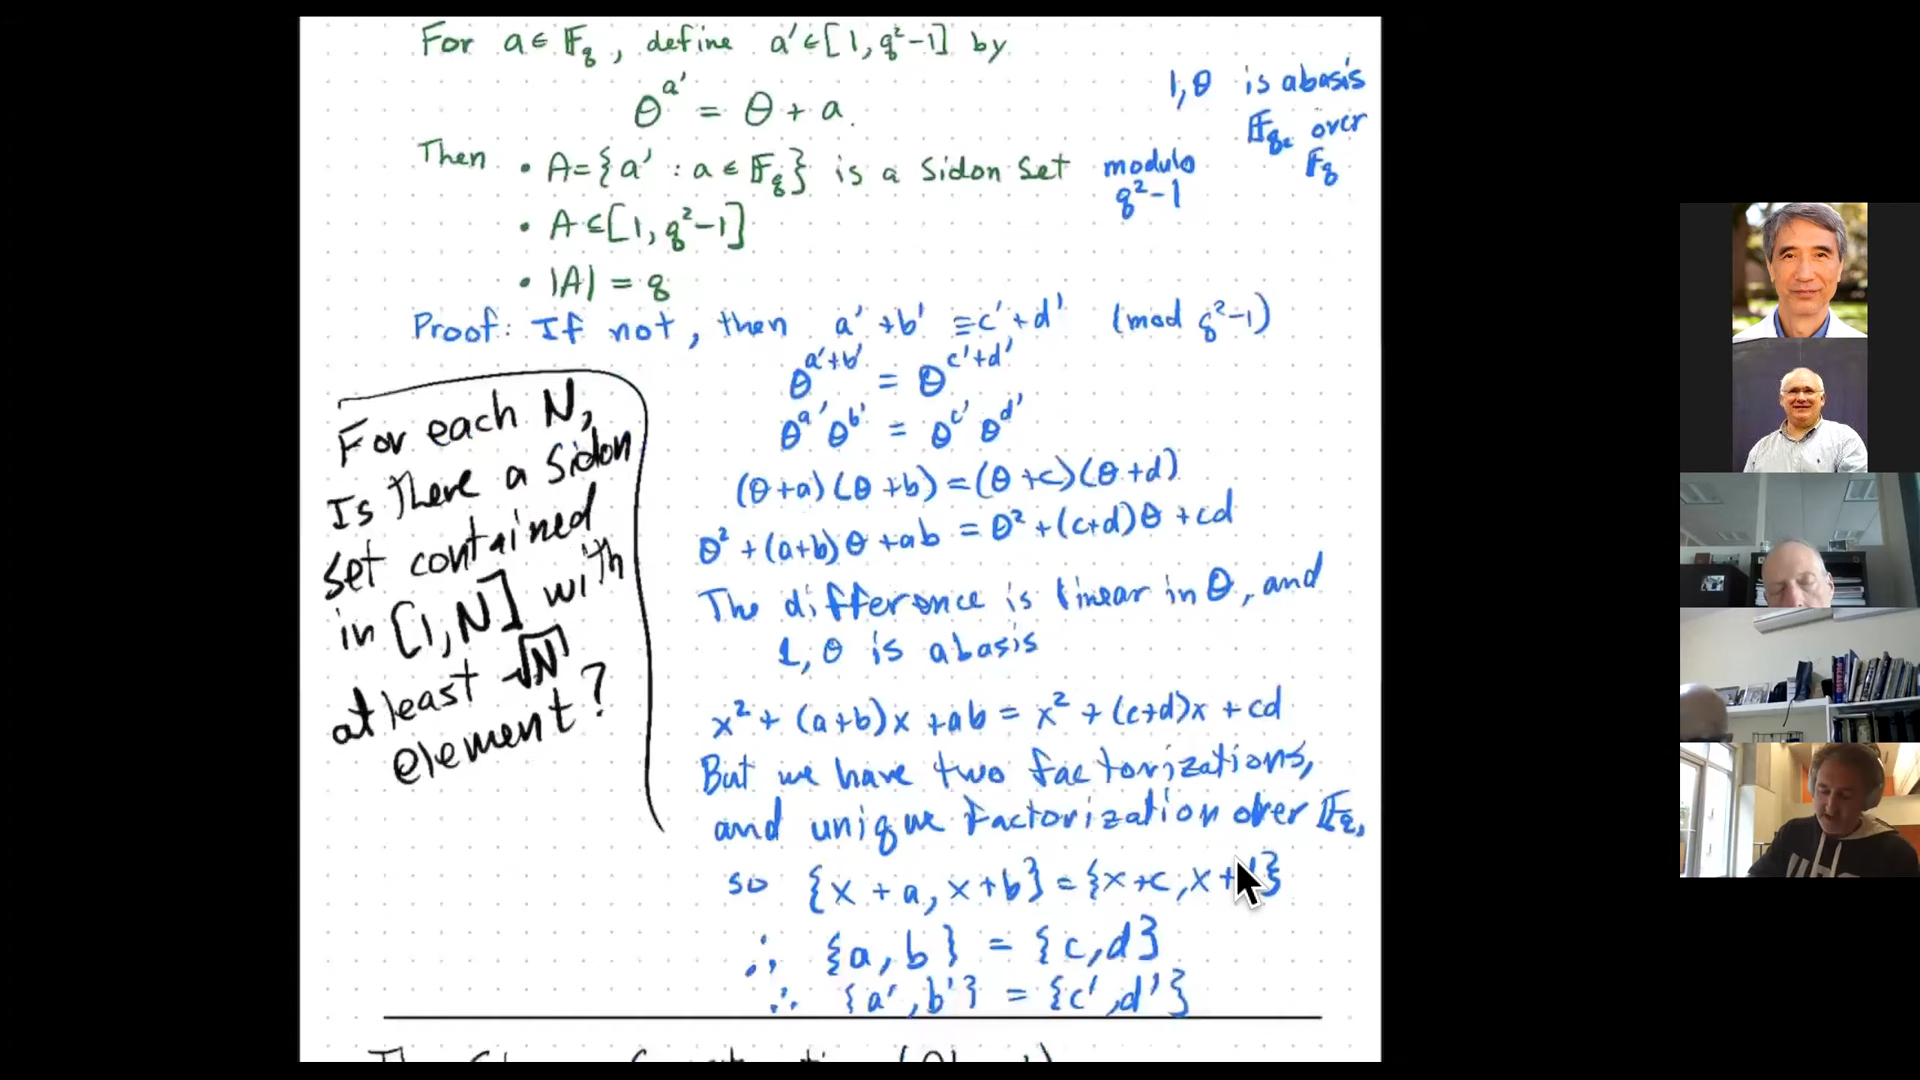 For a ∈ 𝔽_q, define a' ∈ [1, q²-1] by
θ^a' = θ + a.
1, θ is a basis
𝔽_q² over
𝔽_q
Then • A = {a' : a ∈ 𝔽_q} is a Sidon Set modulo
q²-1
• A ⊆ [1, q²-1]
• |A| = q
Proof: If not, then a' + b' ≡ c' + d' (mod q²-1)
θ^(a'+b') = θ^(c'+d')
θ^a' θ^b' = θ^c' θ^d'
(θ+a)(θ+b) = (θ+c)(θ+d)
θ² + (a+b)θ + ab = θ² + (c+d)θ + cd
The difference is linear in θ, and
1, θ is a basis
x² + (a+b)x + ab = x² + (c+d)x + cd
But we have two factorizations,
and unique factorization over 𝔽_q,
so {x + a, x + b} = {x + c, x + }
∴ {a, b} = {c, d}
∴ {a', b'} = {c', d'}
For each N,
Is there a Sidon
set contained
in [1, N] with
at least √N
element?